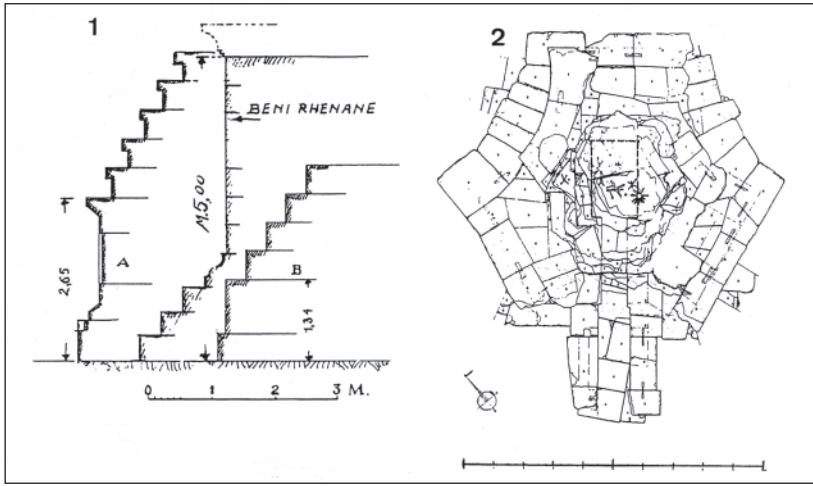 1
BENI RHENANE
M.5,00
A
2,65
B
1,34
0 1 2 3 M.
2